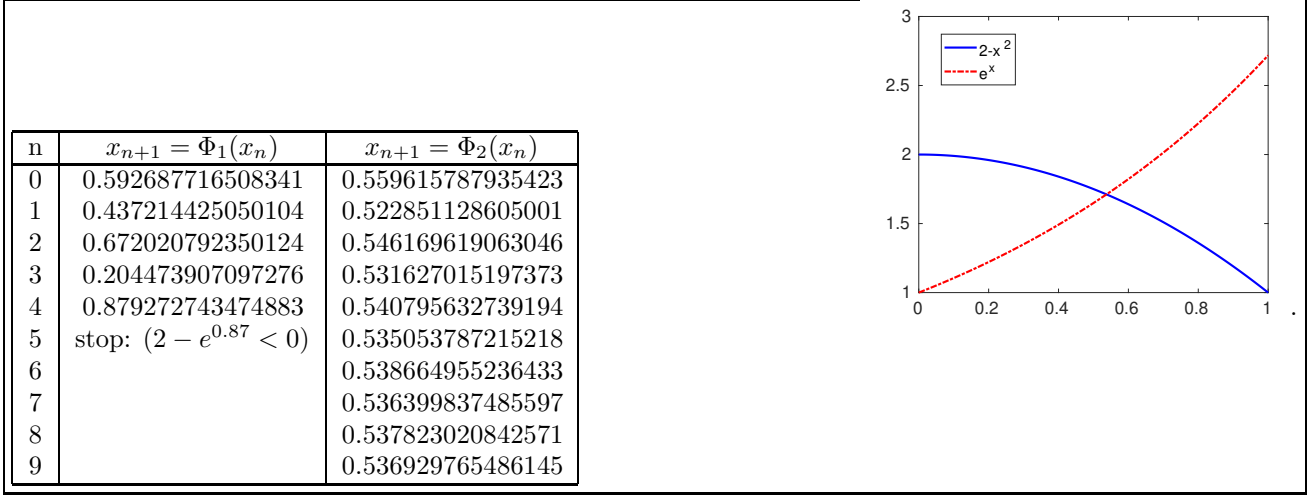 n | x_{n+1} = Φ_1(x_n) | x_{n+1} = Φ_2(x_n)
0 | 0.592687716508341 | 0.559615787935423
1 | 0.437214425050104 | 0.522851128605001
2 | 0.672020792350124 | 0.546169619063046
3 | 0.204473907097276 | 0.531627015197373
4 | 0.879272743474883 | 0.540795632739194
5 | stop: (2 − e^{0.87} < 0) | 0.535053787215218
6 | | 0.538664955236433
7 | | 0.536399837485597
8 | | 0.537823020842571
9 | | 0.536929765486145
3
2.5
2
1.5
1
0 0.2 0.4 0.6 0.8 1 .
2-x^2
e^x